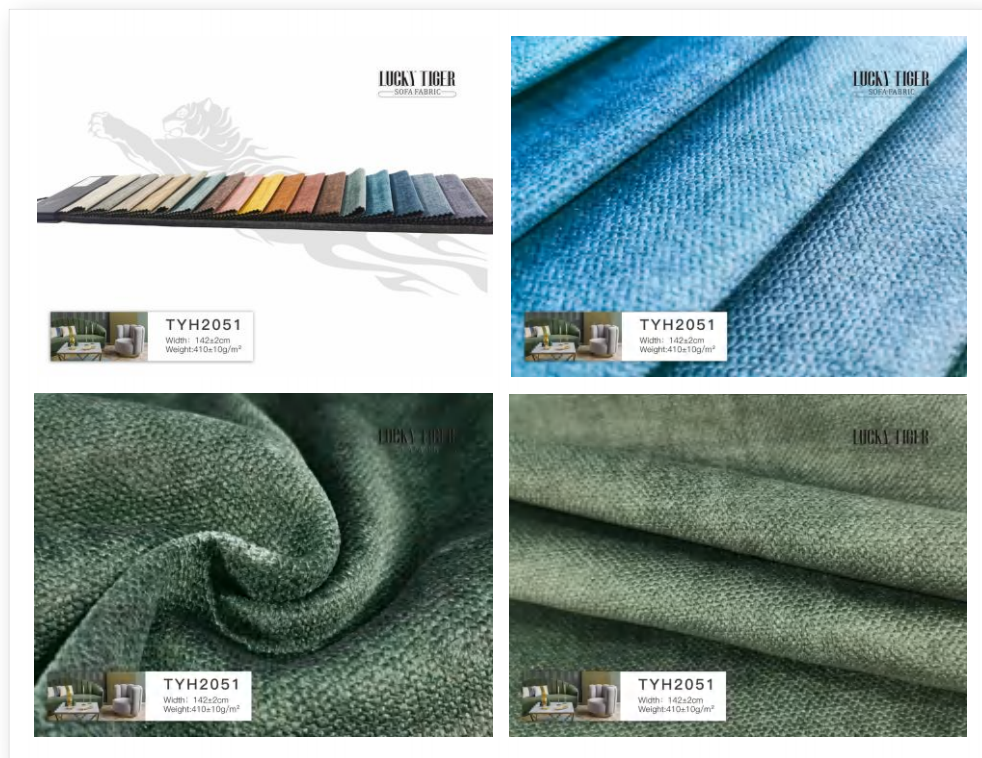 LUCKY TIGER
SOFA FABRIC
TYH2051
Width: 142±2cm
Weight:410±10g/m²
LUCKY TIGER
SOFA FABRIC
TYH2051
Width: 142±2cm
Weight:410±10g/m²
LUCKY TIGER
TYH2051
Width: 142±2cm
Weight:410±10g/m²
LUCKY TIGER
TYH2051
Width: 142±2cm
Weight:410±10g/m²